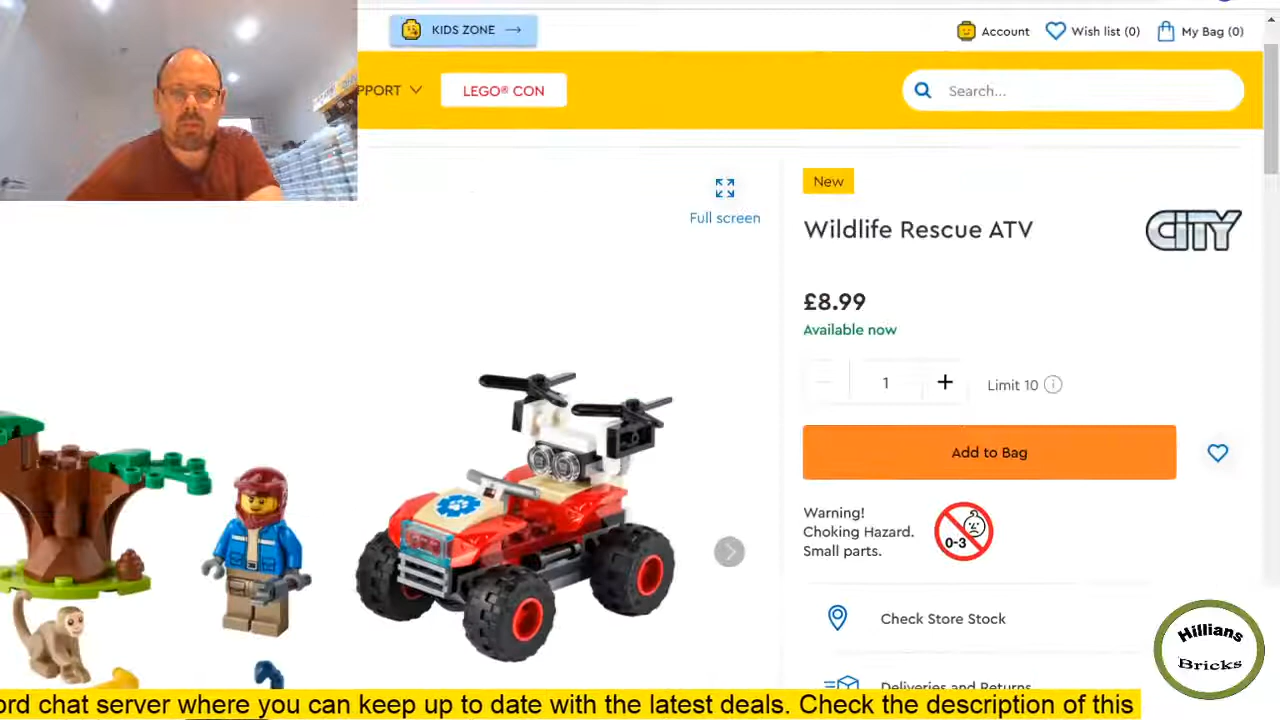 KIDS ZONE
Account
Wish list (0)
My Bag (0)
PPORT
LEGO® CON
Search...
Full screen
New
Wildlife Rescue ATV
CITY
£8.99
Available now
1
Limit 10
Add to Bag
Warning!
Choking Hazard.
Small parts.
0-3
Check Store Stock
Deliveries and Returns
Hillians
Bricks
ord chat server where you can keep up to date with the latest deals. Check the description of this